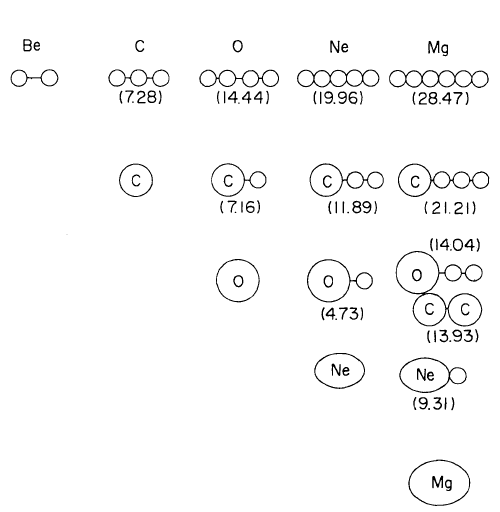 Be C O Ne Mg
(7.28) (14.44) (19.96) (28.47)
C C C C
(7.16) (11.89) (21.21)
(14.04)
O O O
C C
(4.73) (13.93)
Ne Ne
(9.31)
Mg